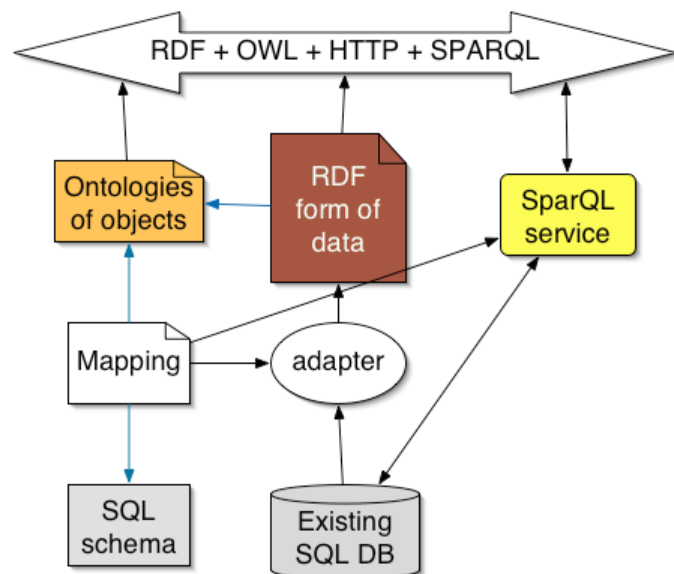 RDF + OWL + HTTP + SPARQL
Ontologies
of objects
RDF
form of
data
SparQL
service
Mapping
adapter
SQL
schema
Existing
SQL DB